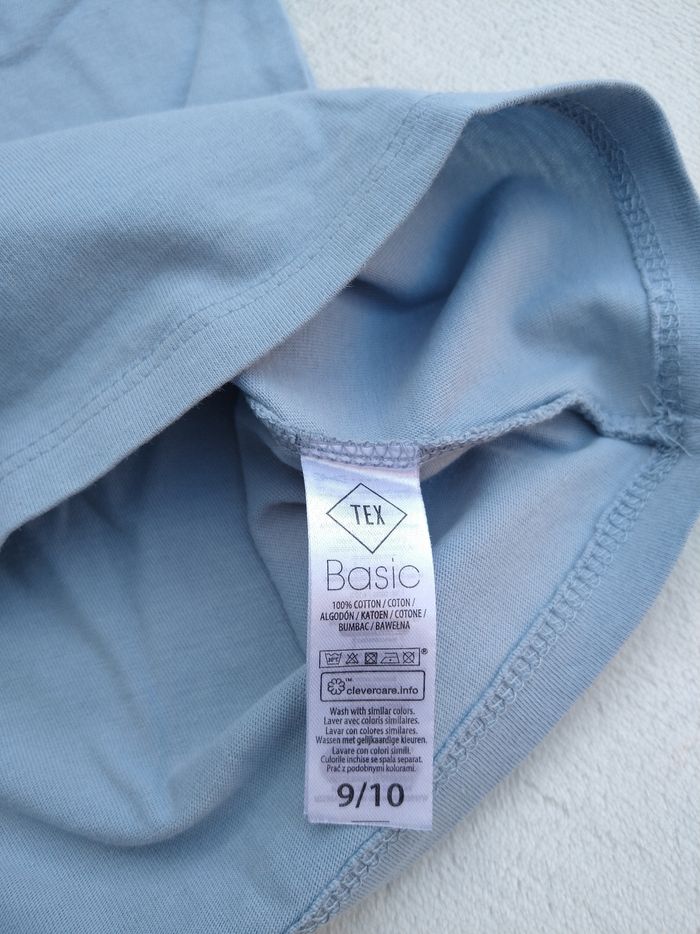 TEX
Basic
100% COTTON / COTON /
ALGODÓN / KATOEN / COTONE /
BUMBAC / BAWEŁNA
clevercare.info
Wash with similar colors.
Laver avec coloris similaires.
Lavar con colores similares.
Wassen met gelijkaardige kleuren.
Lavare con colori simili.
Culorile inchise se spala separat.
Prać z podobnymi kolorami.
9/10